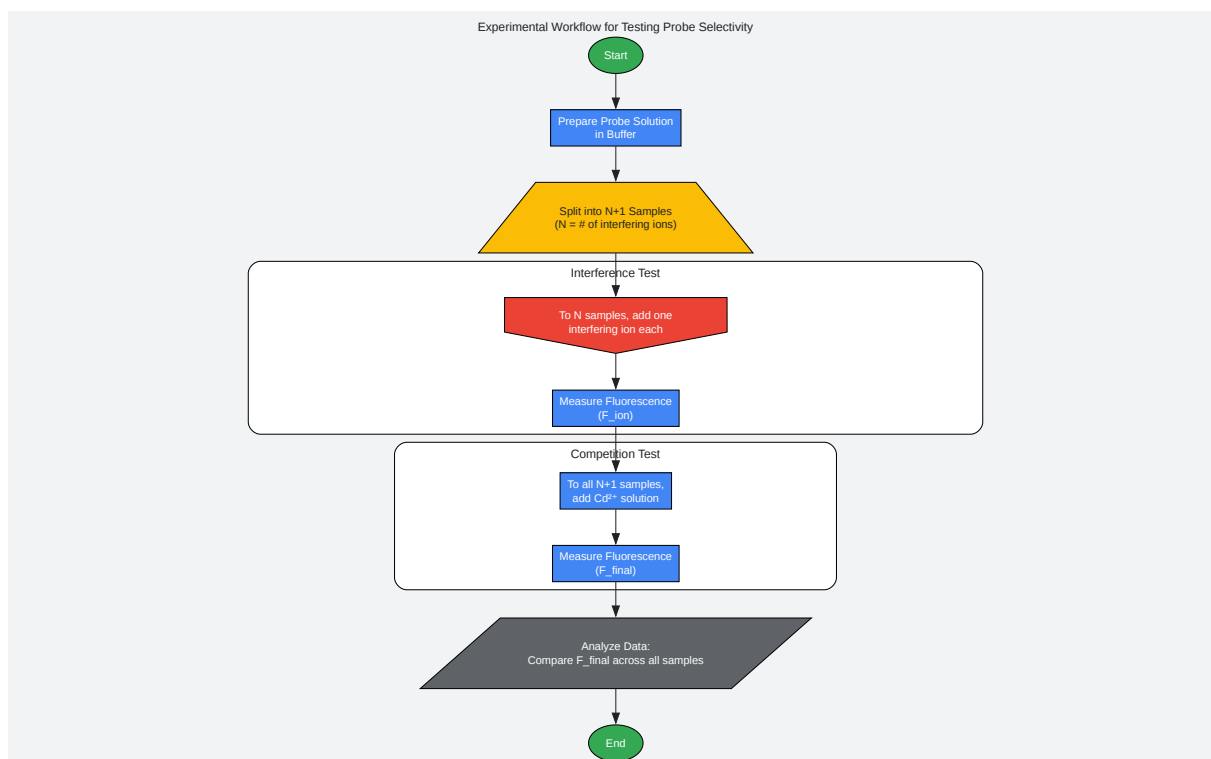 Experimental Workflow for Testing Probe Selectivity
Start
Prepare Probe Solution
in Buffer
Split into N+1 Samples
(N = # of interfering ions)
Interference Test
To N samples, add one
interfering ion each
Measure Fluorescence
(F_ion)
Competition Test
To all N+1 samples,
add Cd²⁺ solution
Measure Fluorescence
(F_final)
Analyze Data:
Compare F_final across all samples
End